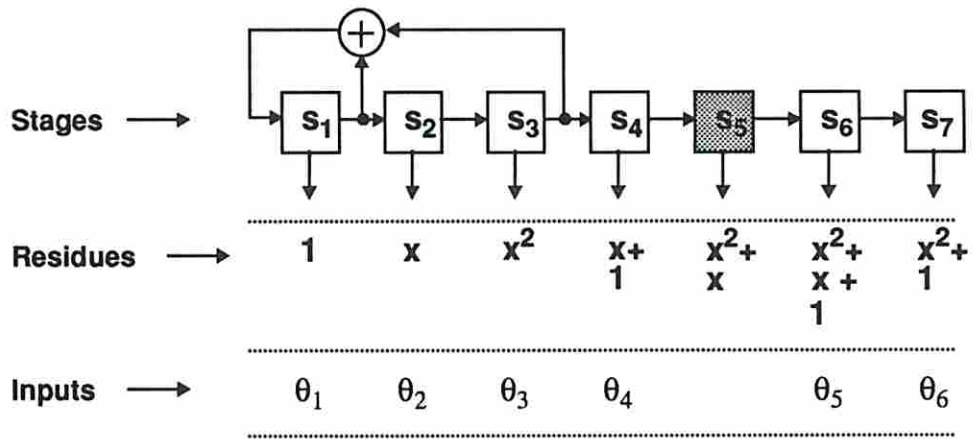 +
Stages S₁ S₂ S₃ S₄ S₅ S₆ S₇
Residues 1 x x² x+ x²+ x²+ x²+
1 x x + 1
1
Inputs θ₁ θ₂ θ₃ θ₄ θ₅ θ₆